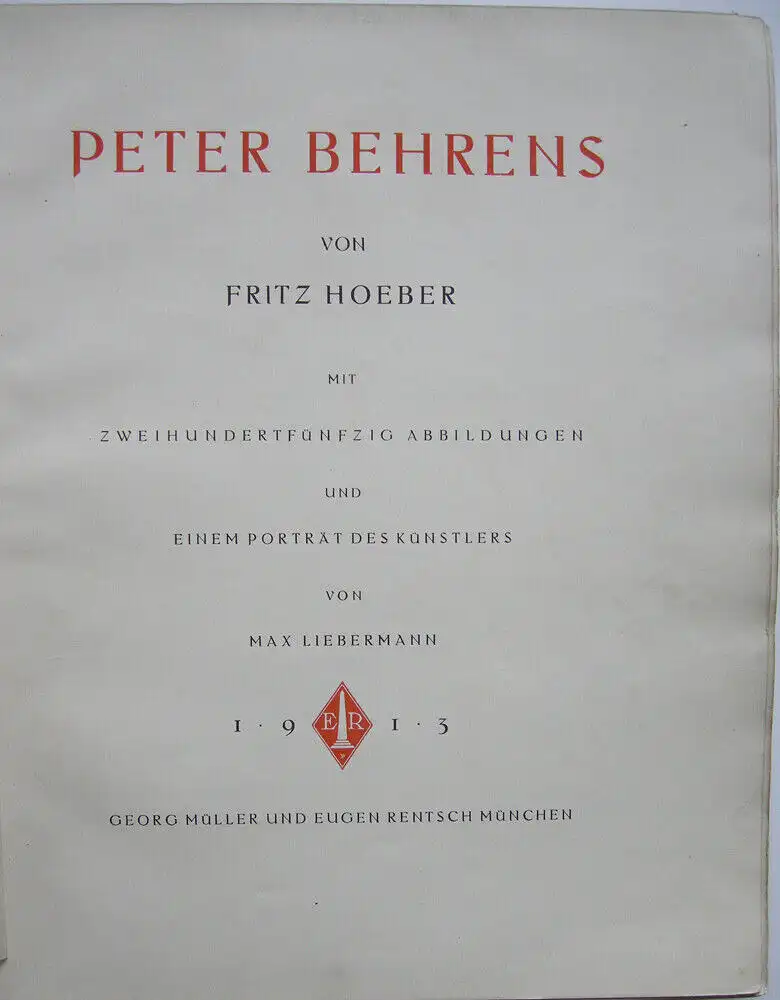 PETER BEHRENS
VON
FRITZ HOEBER
MIT
ZWEIHUNDERTFÜNFZIG ABBILDUNGEN
UND
EINEM PORTRÄT DES KÜNSTLERS
VON
MAX LIEBERMANN
1 · 9 E R 1 · 3
GEORG MÜLLER UND EUGEN RENTSCH MÜNCHEN